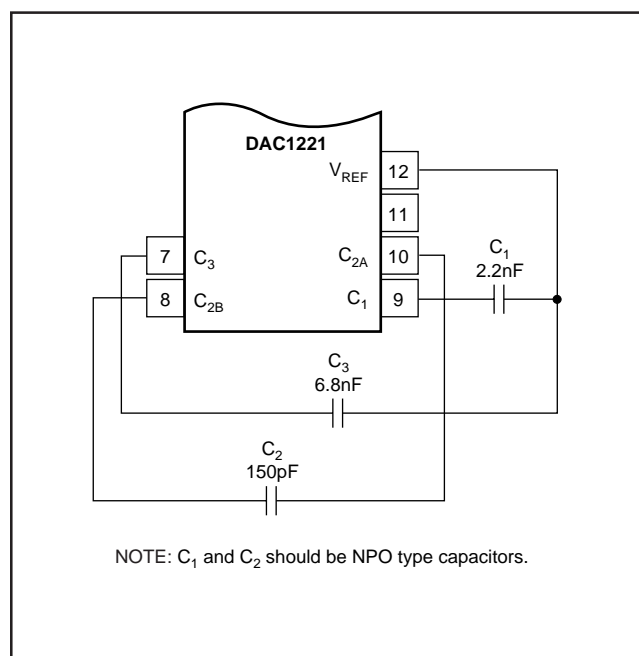 DAC1221
V_REF 12
11
7 C_3
C_2A 10
8 C_2B
C_1 9
C_1
2.2nF
C_3
6.8nF
C_2
150pF
NOTE: C_1 and C_2 should be NPO type capacitors.